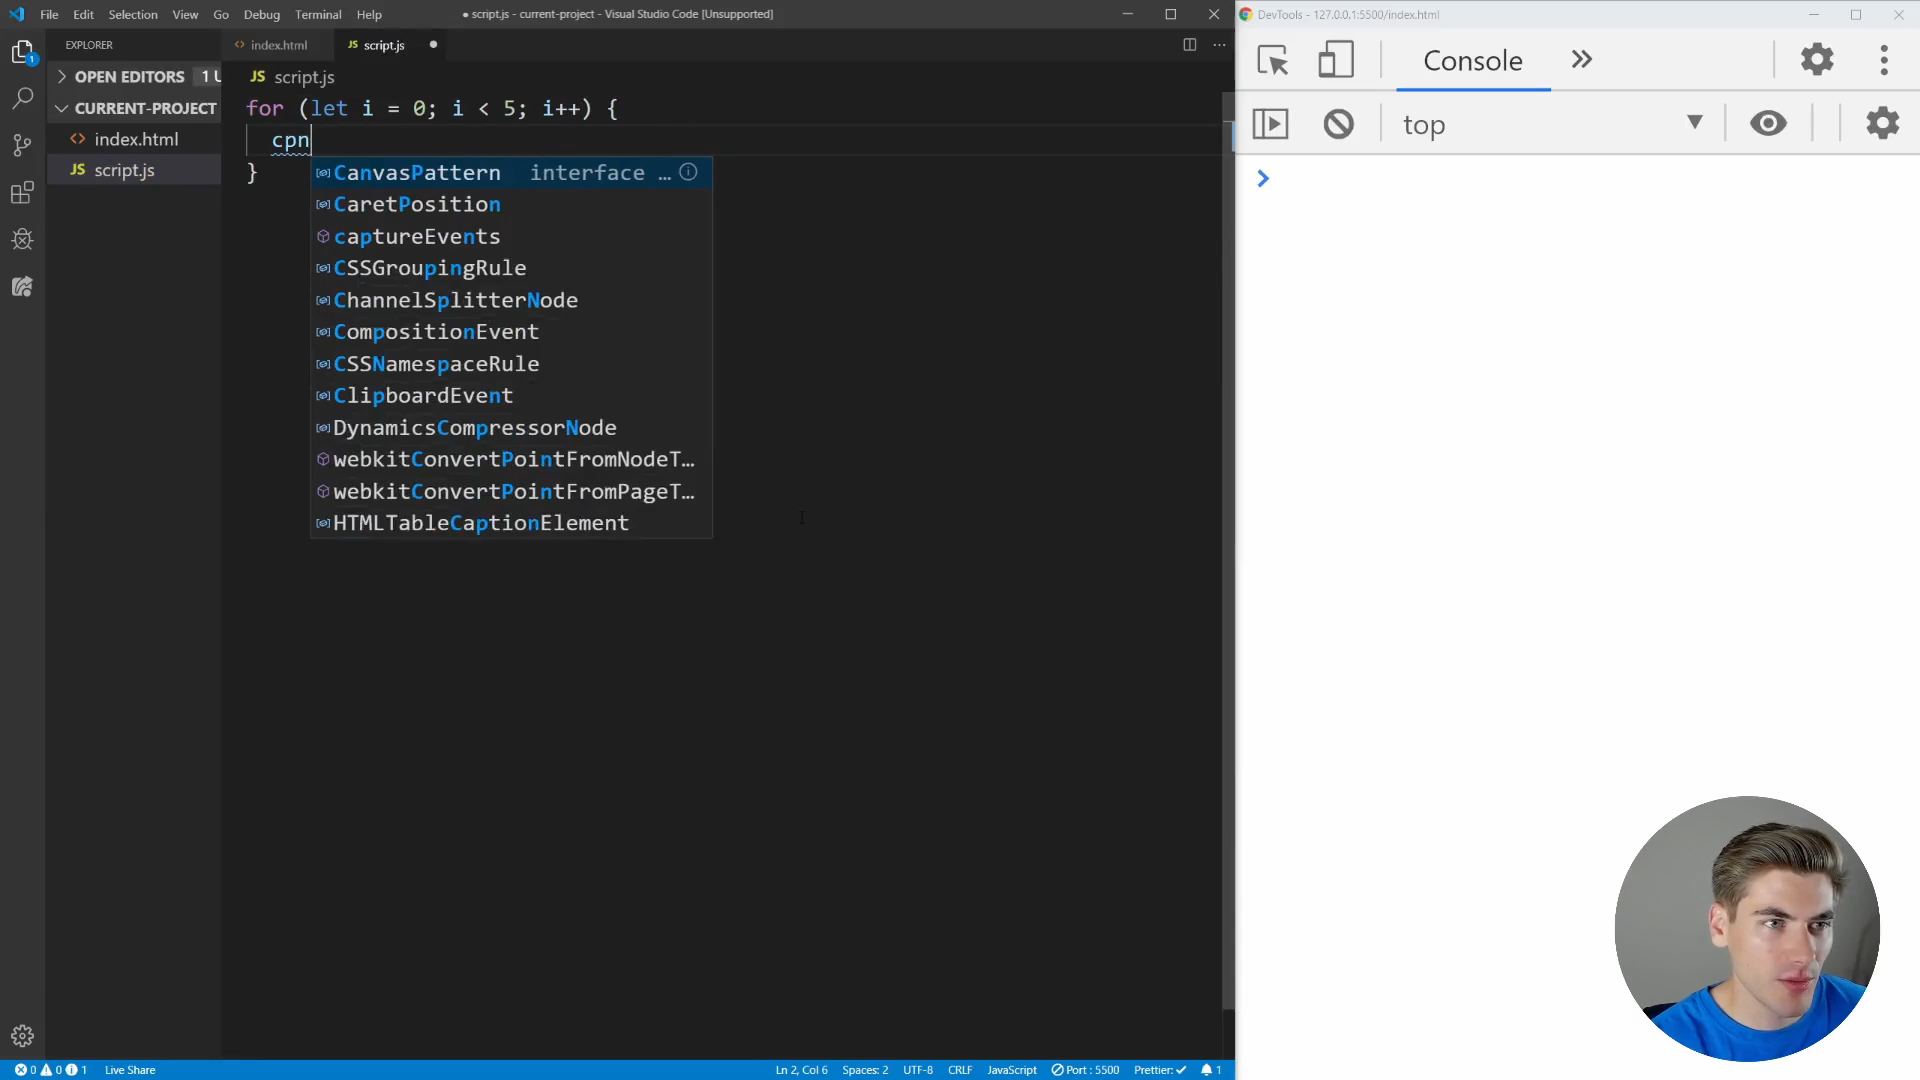 File Edit Selection View Go Debug Terminal Help
● script.js - current-project - Visual Studio Code [Unsupported]
EXPLORER
OPEN EDITORS 1 U
CURRENT-PROJECT
index.html
JS script.js
1
index.html
JS script.js
JS script.js
for (let i = 0; i < 5; i++) {
cpn
}
CanvasPattern interface ...
CaretPosition
captureEvents
CSSGroupingRule
ChannelSplitterNode
CompositionEvent
CSSNamespaceRule
ClipboardEvent
DynamicsCompressorNode
webkitConvertPointFromNodeT...
webkitConvertPointFromPageT...
HTMLTableCaptionElement
0 0 1 Live Share
Ln 2, Col 6 Spaces: 2 UTF-8 CRLF JavaScript Port : 5500 Prettier: ✓ 1
DevTools - 127.0.0.1:5500/index.html
Console
top